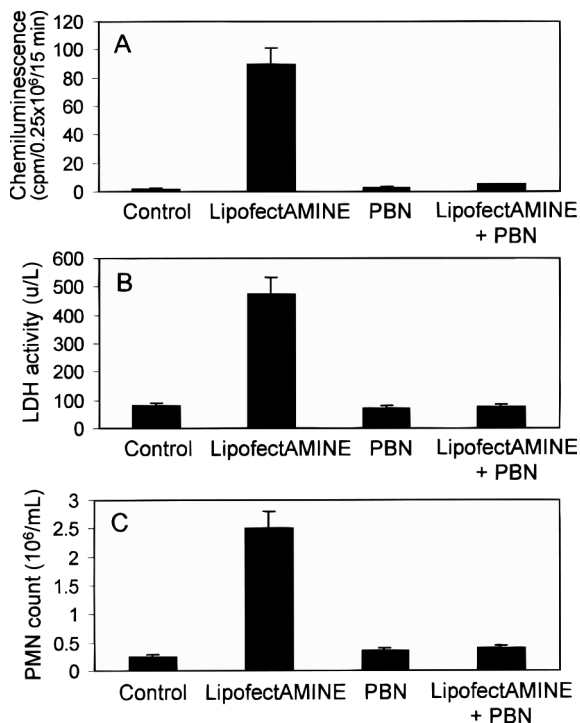 A
Chemiluminescence
(cpm/0.25x10⁶/15 min)
120
100
80
60
40
20
0
Control LipofectAMINE PBN LipofectAMINE
+ PBN
B
LDH activity (u/L)
600
500
400
300
200
100
0
Control LipofectAMINE PBN LipofectAMINE
+ PBN
C
PMN count (10⁶/mL)
3
2.5
2
1.5
1
0.5
0
Control LipofectAMINE PBN LipofectAMINE
+ PBN